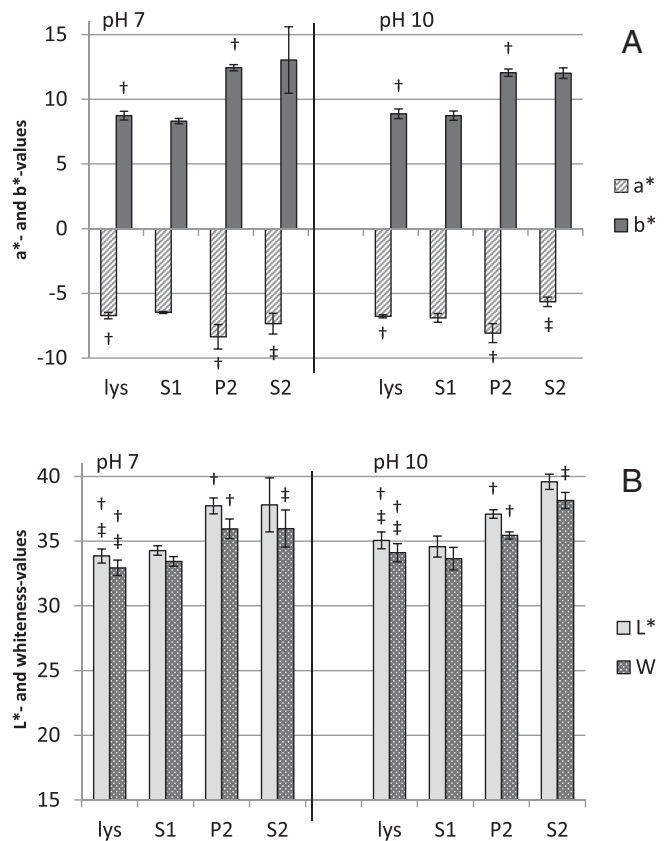 pH 7 pH 10 A
a*- and b*-values
15
10
5
0
-5
-10
† † † †
† † ‡ † † ‡
lys S1 P2 S2 lys S1 P2 S2
a*
b*
pH 7 pH 10 B
L*- and whiteness-values
40
35
30
25
20
15
† † † † ‡ † † † † ‡
‡ ‡ ‡ ‡
lys S1 P2 S2 lys S1 P2 S2
L*
W